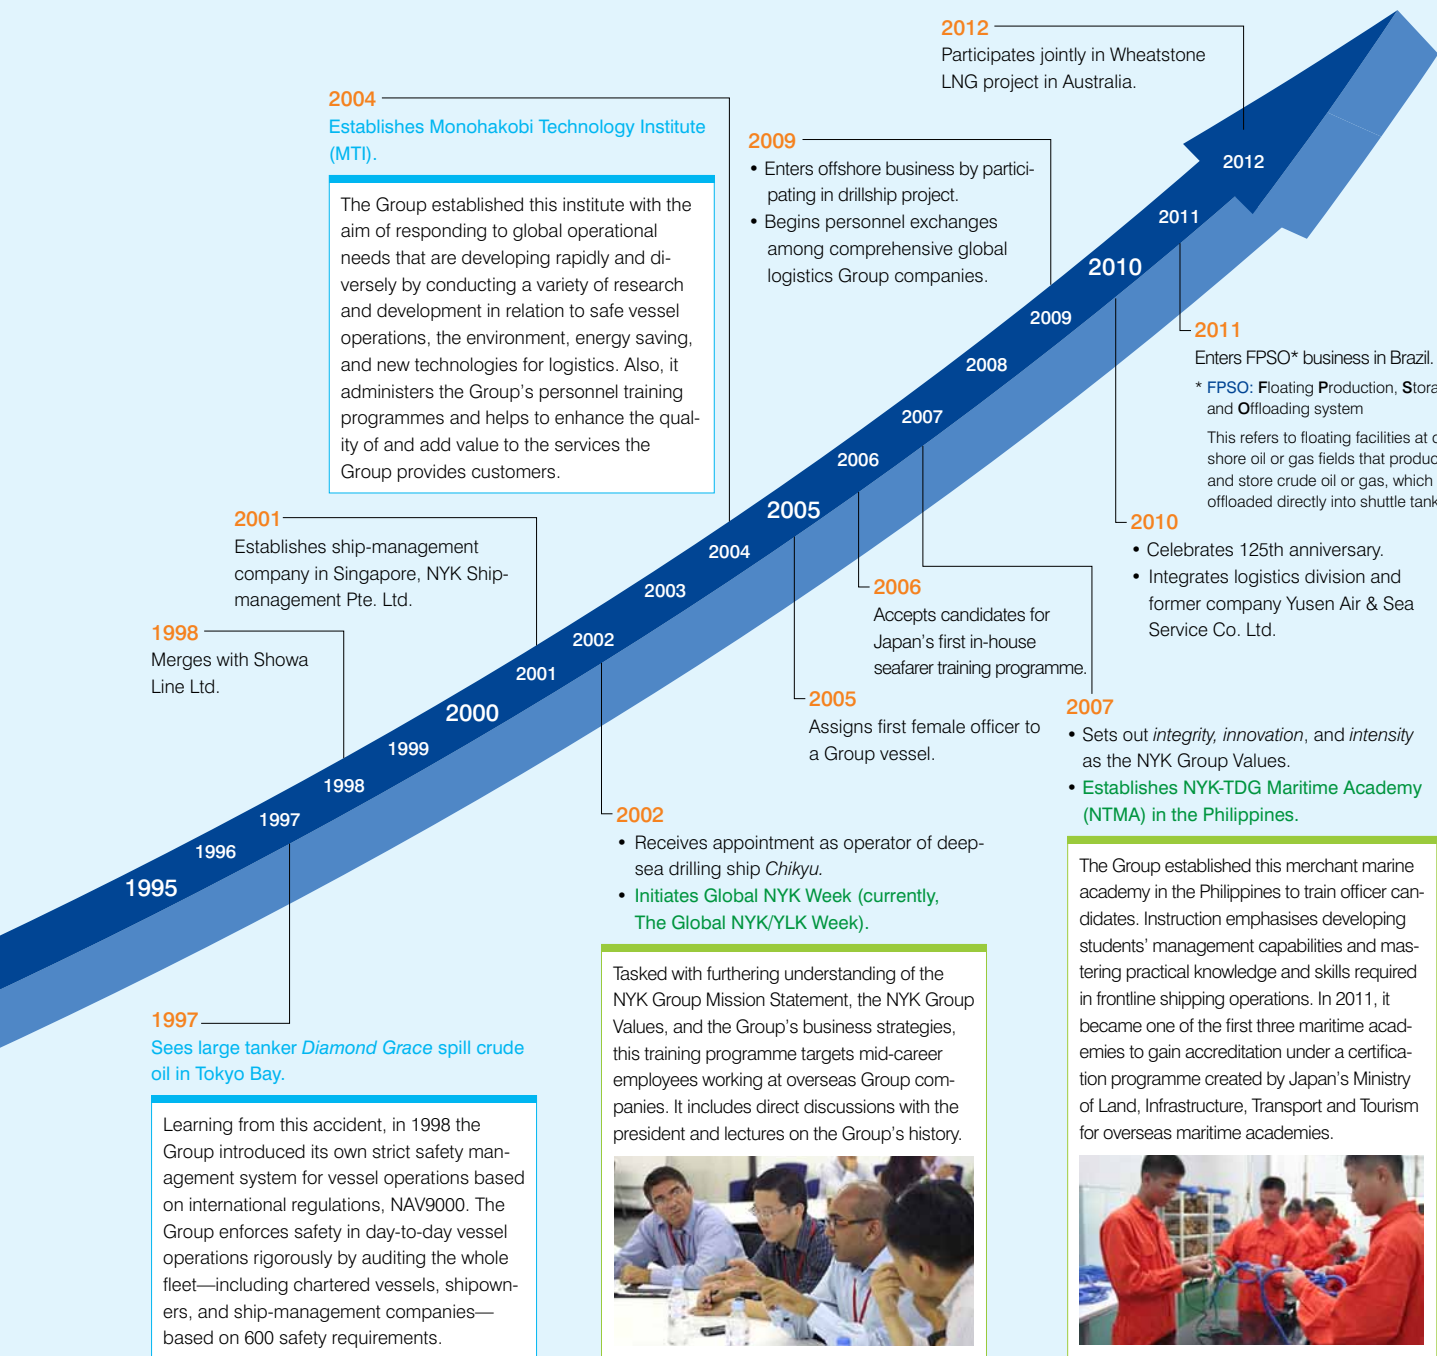 2012
Participates jointly in Wheatstone
LNG project in Australia.
2004
Establishes Monohakobi Technology Institute
(MTI).
The Group established this institute with the
aim of responding to global operational
needs that are developing rapidly and di-
versely by conducting a variety of research
and development in relation to safe vessel
operations, the environment, energy saving,
and new technologies for logistics. Also, it
administers the Group's personnel training
programmes and helps to enhance the qual-
ity of and add value to the services the
Group provides customers.
2009
• Enters offshore business by partici-
pating in drillship project.
• Begins personnel exchanges
among comprehensive global
logistics Group companies.
2012
2011
2010
2009
2008
2007
2006
2005
2004
2003
2002
2001
2000
1999
1998
1997
1996
1995
2011
Enters FPSO* business in Brazil.
* FPSO: Floating Production,
and Offloading system
This refers to floating facilities at
shore oil or gas fields that
and store crude oil or gas, which
offloaded directly into shuttle
2001
Establishes ship-management
company in Singapore, NYK Ship-
management Pte. Ltd.
1998
Merges with Showa
Line Ltd.
2010
• Celebrates 125th anniversary.
• Integrates logistics division and
former company Yusen Air & Sea
Service Co. Ltd.
2006
Accepts candidates for
Japan's first in-house
seafarer training programme.
2005
Assigns first female officer to
a Group vessel.
2007
• Sets out integrity, innovation, and intensity
as the NYK Group Values.
• Establishes NYK-TDG Maritime Academy
(NTMA) in the Philippines.
The Group established this merchant marine
academy in the Philippines to train officer can-
didates. Instruction emphasises developing
students' management capabilities and mas-
tering practical knowledge and skills required
in frontline shipping operations. In 2011, it
became one of the first three maritime acad-
emies to gain accreditation under a certifica-
tion programme created by Japan's Ministry
of Land, Infrastructure, Transport and Tourism
for overseas maritime academies.
2002
• Receives appointment as operator of deep-
sea drilling ship Chikyu.
• Initiates Global NYK Week (currently,
The Global NYK/YLK Week).
Tasked with furthering understanding of the
NYK Group Mission Statement, the NYK Group
Values, and the Group's business strategies,
this training programme targets mid-career
employees working at overseas Group com-
panies. It includes direct discussions with the
president and lectures on the Group's history.
1997
Sees large tanker Diamond Grace spill crude
oil in Tokyo Bay.
Learning from this accident, in 1998 the
Group introduced its own strict safety man-
agement system for vessel operations based
on international regulations, NAV9000. The
Group enforces safety in day-to-day vessel
operations rigorously by auditing the whole
fleet—including chartered vessels, shipown-
ers, and ship-management companies—
based on 600 safety requirements.